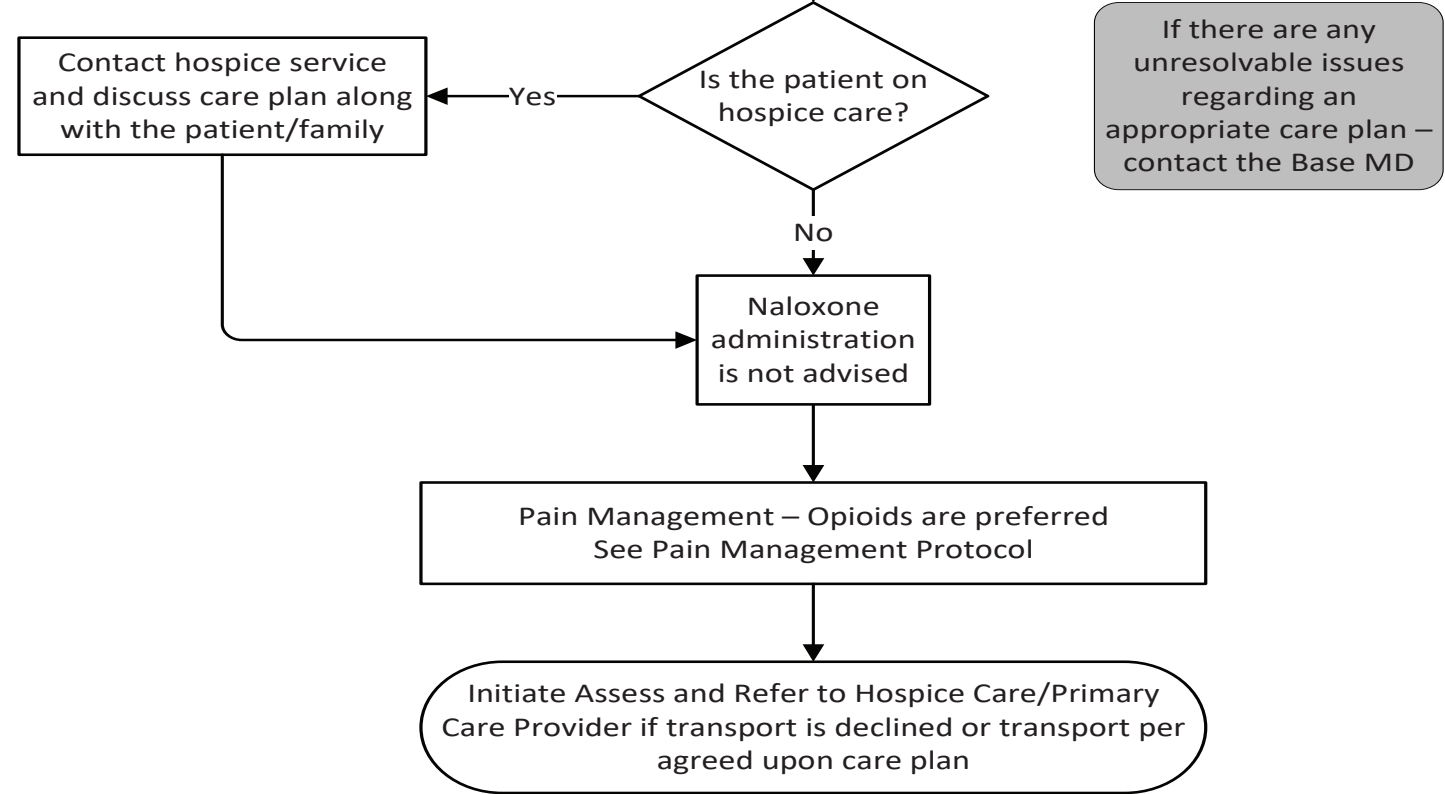 Is the patient on
hospice care?
Yes
Contact hospice service
and discuss care plan along
with the patient/family
If there are any
unresolvable issues
regarding an
appropriate care plan –
contact the Base MD
No
Naloxone
administration
is not advised
Pain Management – Opioids are preferred
See Pain Management Protocol
Initiate Assess and Refer to Hospice Care/Primary
Care Provider if transport is declined or transport per
agreed upon care plan